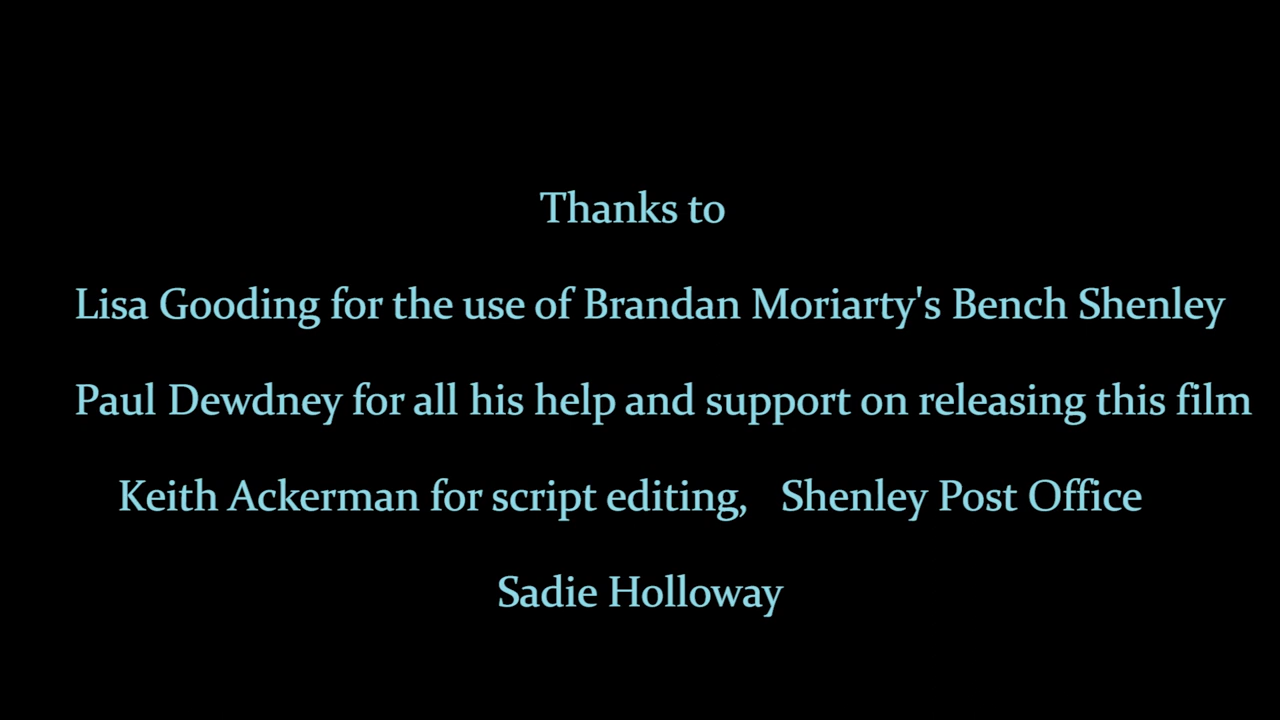 Thanks to
Lisa Gooding for the use of Brandan Moriarty's Bench Shenley
Paul Dewdney for all his help and support on releasing this film
Keith Ackerman for script editing,   Shenley Post Office
Sadie Holloway